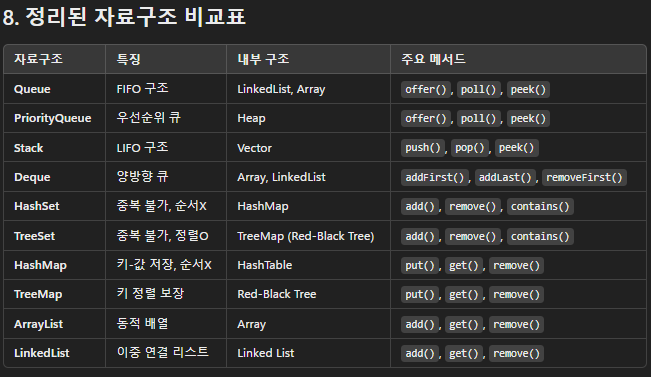 8. 정리된 자료구조 비교표
자료구조 특징 내부 구조 주요 메서드
Queue FIFO 구조 LinkedList, Array offer(), poll(), peek()
PriorityQueue 우선순위 큐 Heap offer(), poll(), peek()
Stack LIFO 구조 Vector push(), pop(), peek()
Deque 양방향 큐 Array, LinkedList addFirst(), addLast(), removeFirst()
HashSet 중복 불가, 순서X HashMap add(), remove(), contains()
TreeSet 중복 불가, 정렬O TreeMap (Red-Black Tree) add(), remove(), contains()
HashMap 키-값 저장, 순서X HashTable put(), get(), remove()
TreeMap 키 정렬 보장 Red-Black Tree put(), get(), remove()
ArrayList 동적 배열 Array add(), get(), remove()
LinkedList 이중 연결 리스트 Linked List add(), get(), remove()